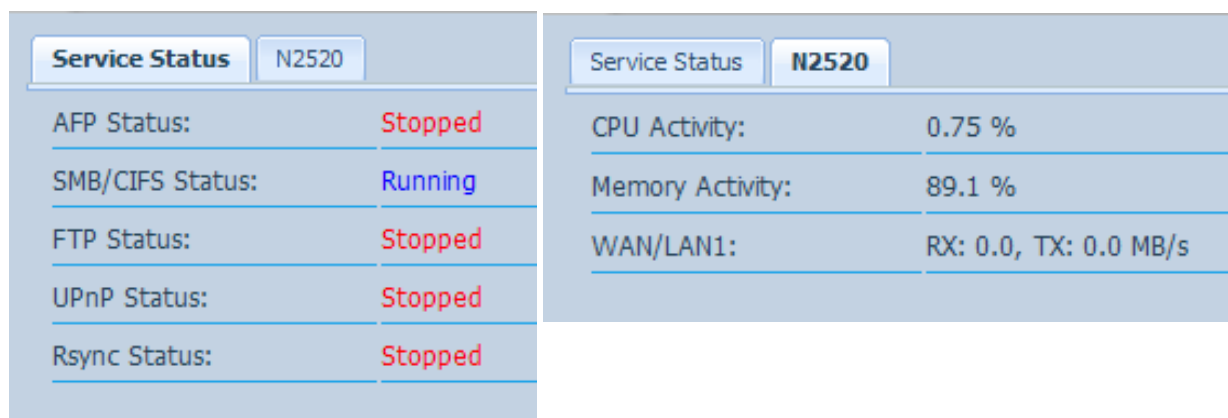 Service Status N2520
AFP Status: Stopped
SMB/CIFS Status: Running
FTP Status: Stopped
UPnP Status: Stopped
Rsync Status: Stopped
Service Status N2520
CPU Activity: 0.75 %
Memory Activity: 89.1 %
WAN/LAN1: RX: 0.0, TX: 0.0 MB/s